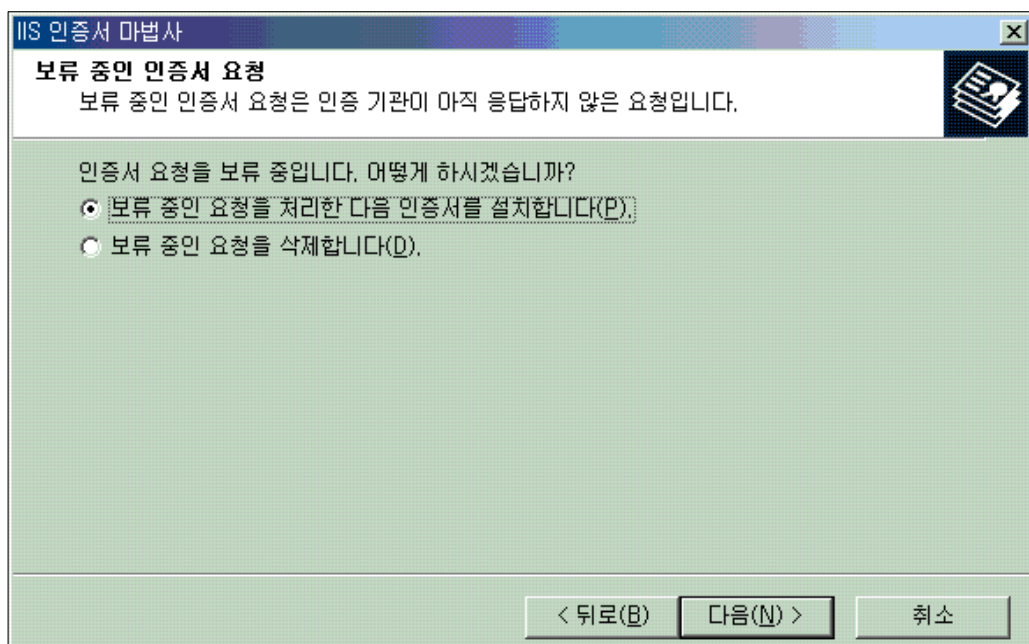 IIS 인증서 마법사
보류 중인 인증서 요청
보류 중인 인증서 요청은 인증 기관이 아직 응답하지 않은 요청입니다.
인증서 요청을 보류 중입니다. 어떻게 하시겠습니까?
보류 중인 요청을 처리한 다음 인증서를 설치합니다(P).
보류 중인 요청을 삭제합니다(D).
< 뒤로(B) 다음(N) > 취소